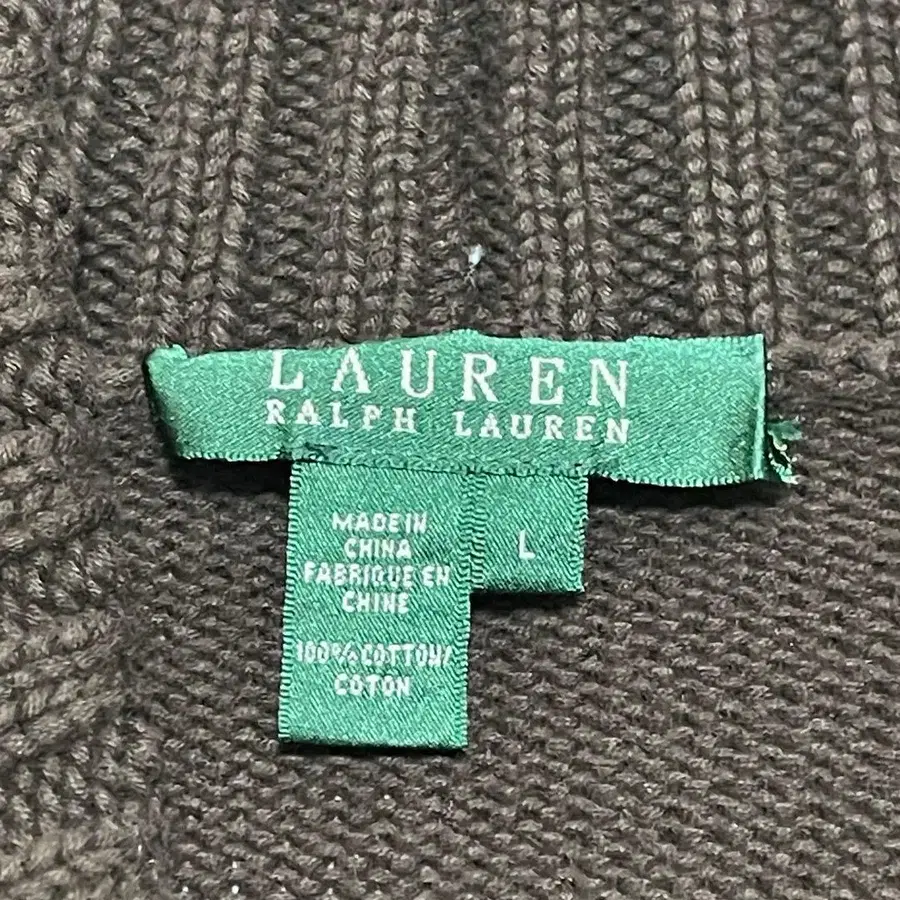 LAUREN
RALPH LAUREN
MADE IN
CHINA
FABRIQUE EN
CHINE
100% COTTON/
COTON
L